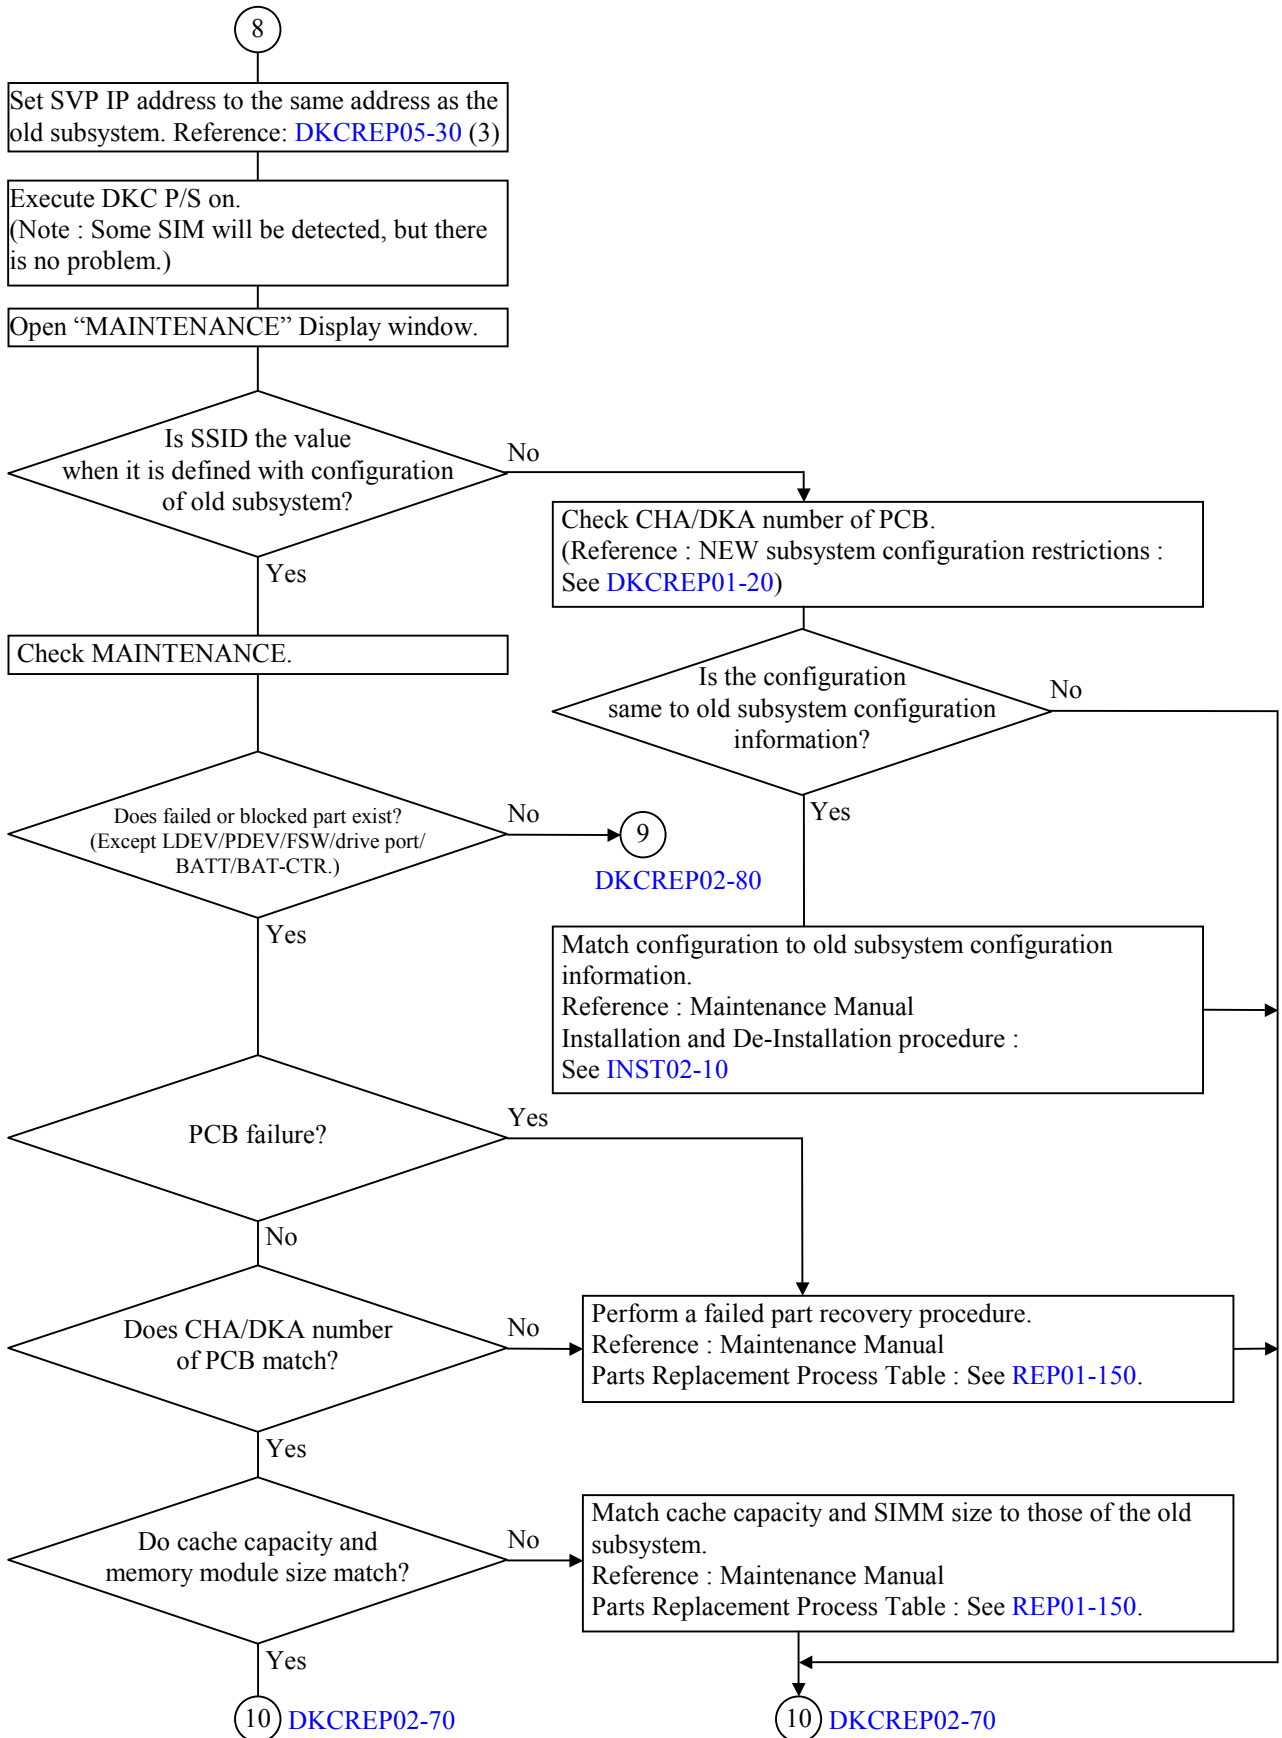 8
Set SVP IP address to the same address as the
old subsystem. Reference: DKCREP05-30 (3)
Execute DKC P/S on.
(Note : Some SIM will be detected, but there
is no problem.)
Open “MAINTENANCE” Display window.
Is SSID the value
when it is defined with configuration
of old subsystem?
No
Yes
Check CHA/DKA number of PCB.
(Reference : NEW subsystem configuration restrictions :
See DKCREP01-20)
Check MAINTENANCE.
Is the configuration
same to old subsystem configuration
information?
No
Yes
Does failed or blocked part exist?
(Except LDEV/PDEV/FSW/drive port/
BATT/BAT-CTR.)
No
9
DKCREP02-80
Yes
Match configuration to old subsystem configuration
information.
Reference : Maintenance Manual
Installation and De-Installation procedure :
See INST02-10
PCB failure?
Yes
No
Does CHA/DKA number
of PCB match?
No
Perform a failed part recovery procedure.
Reference : Maintenance Manual
Parts Replacement Process Table : See REP01-150.
Yes
Do cache capacity and
memory module size match?
No
Match cache capacity and SIMM size to those of the old
subsystem.
Reference : Maintenance Manual
Parts Replacement Process Table : See REP01-150.
Yes
10 DKCREP02-70
10 DKCREP02-70